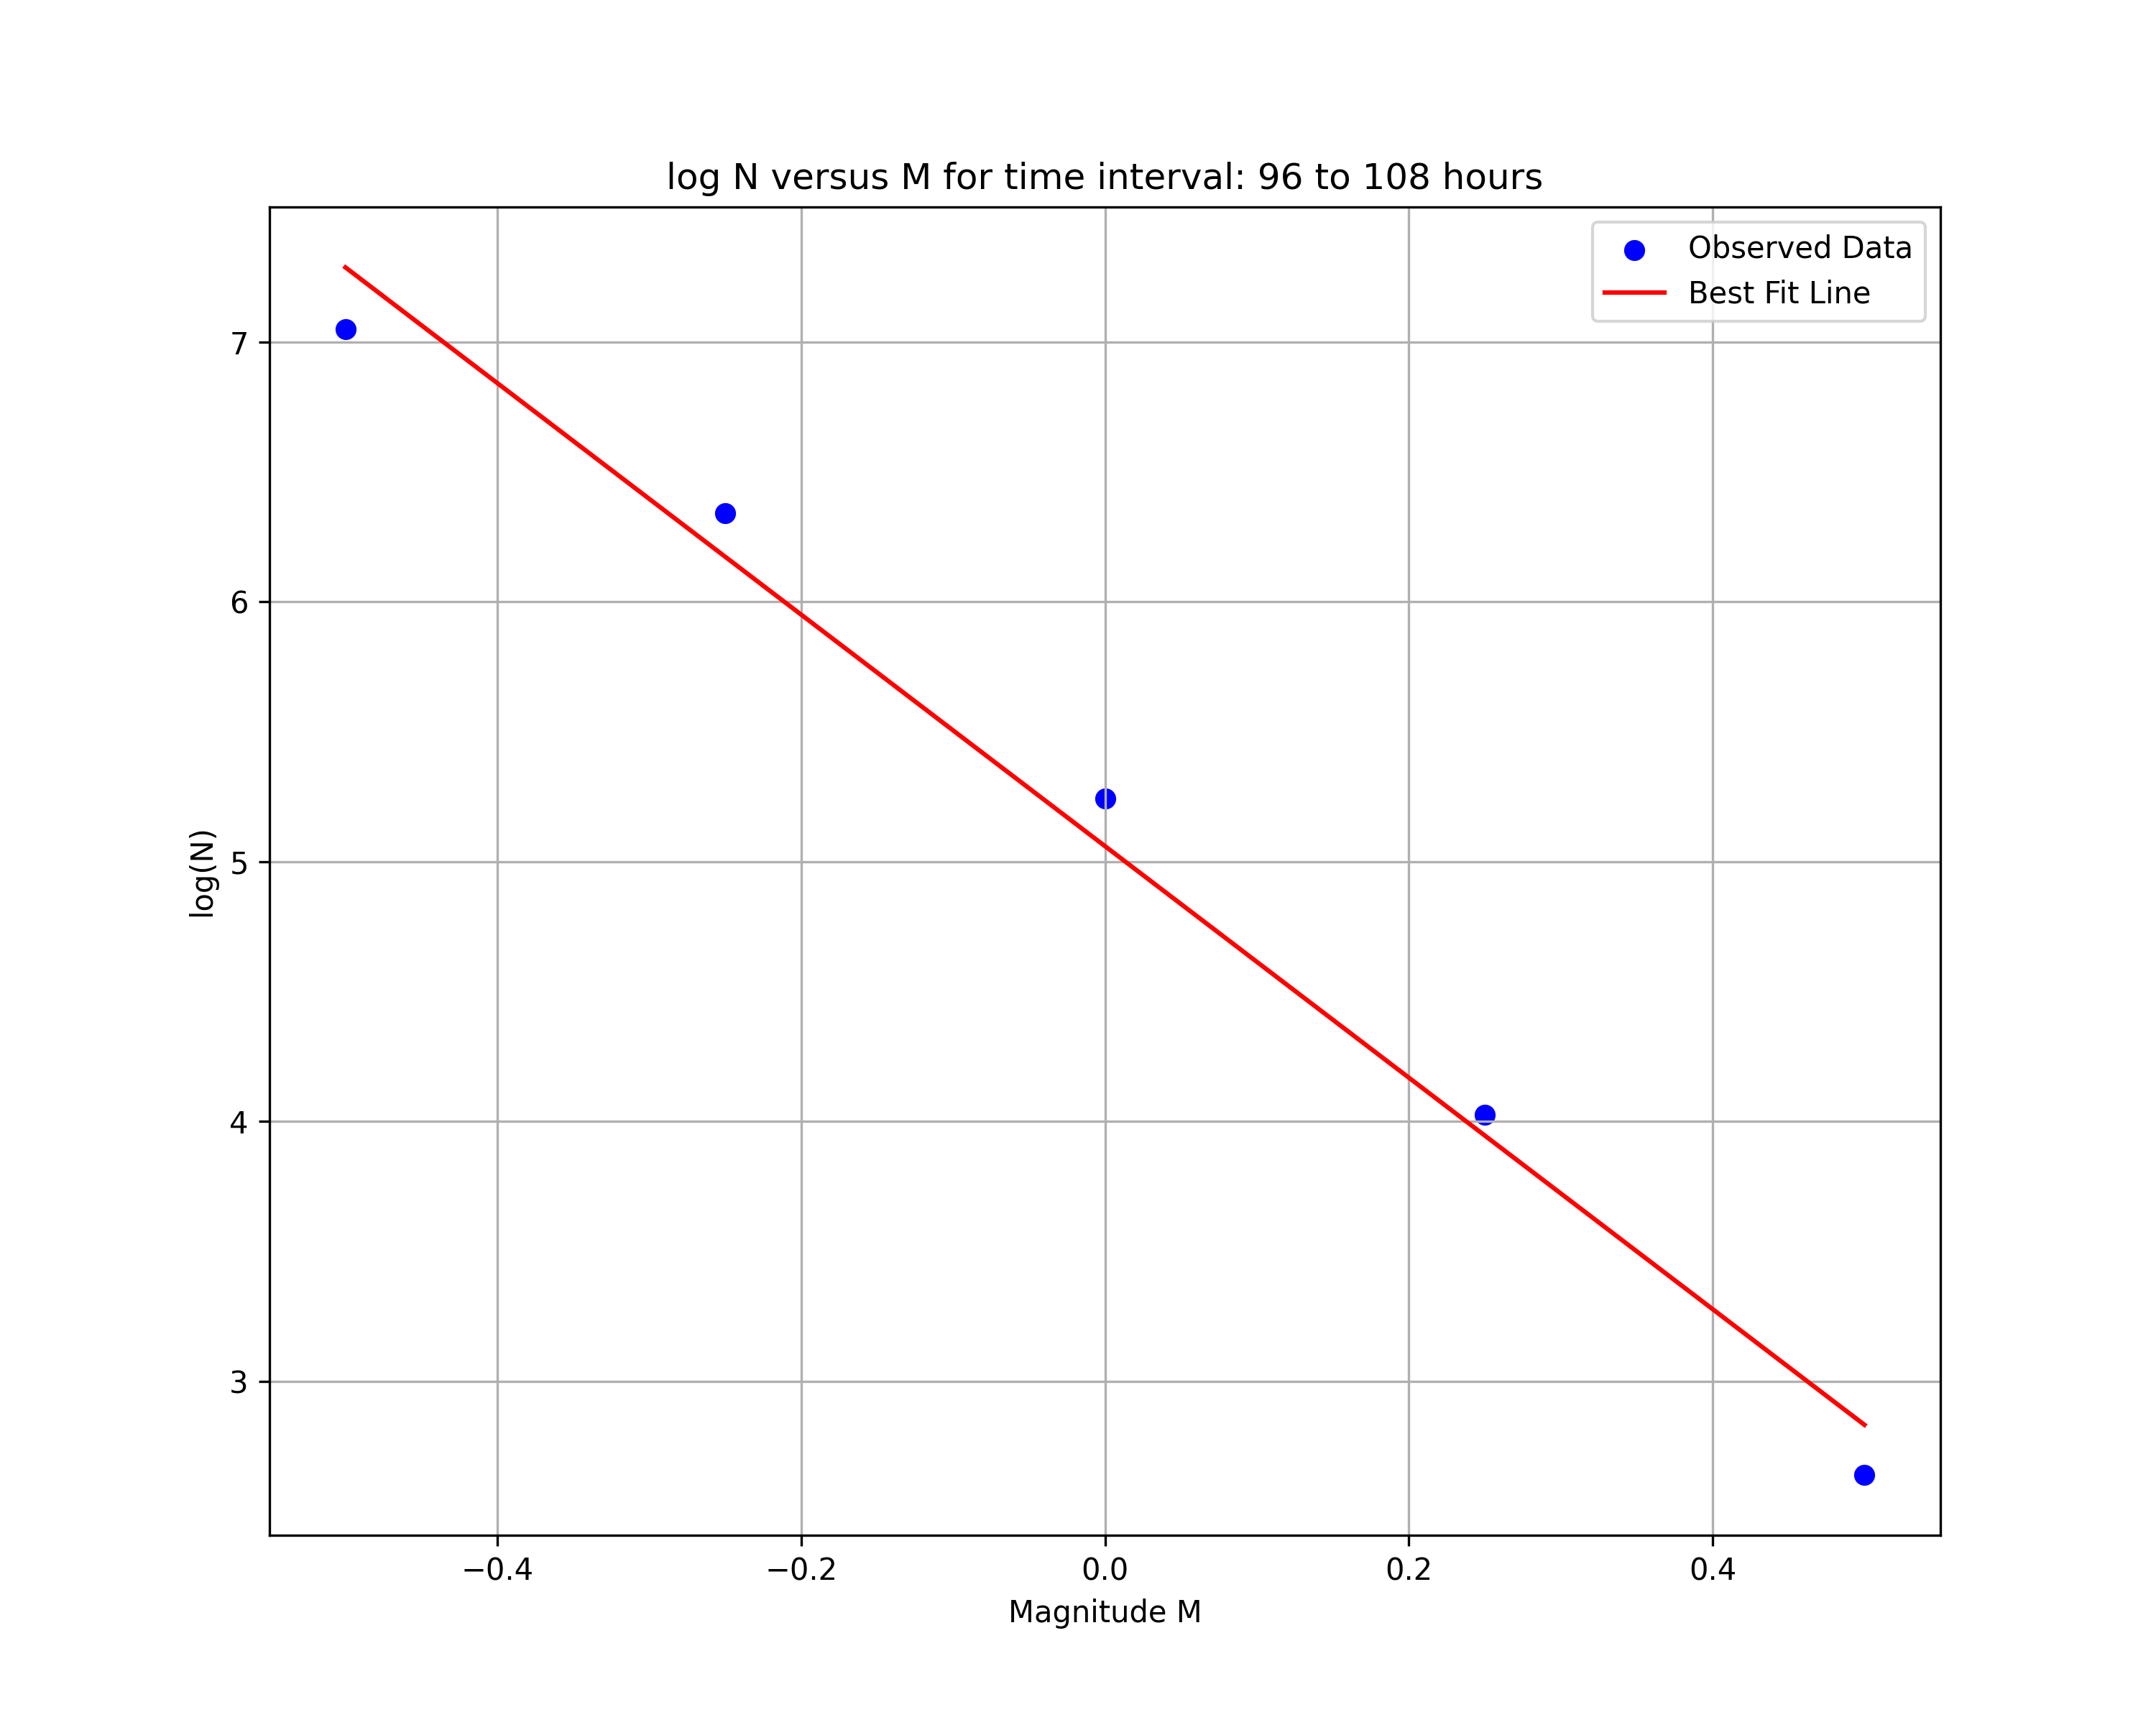 log N versus M for time interval: 96 to 108 hours
Observed Data
Best Fit Line
7
6
5
4
3
log(N)
−0.4
−0.2
0.0
0.2
0.4
Magnitude M